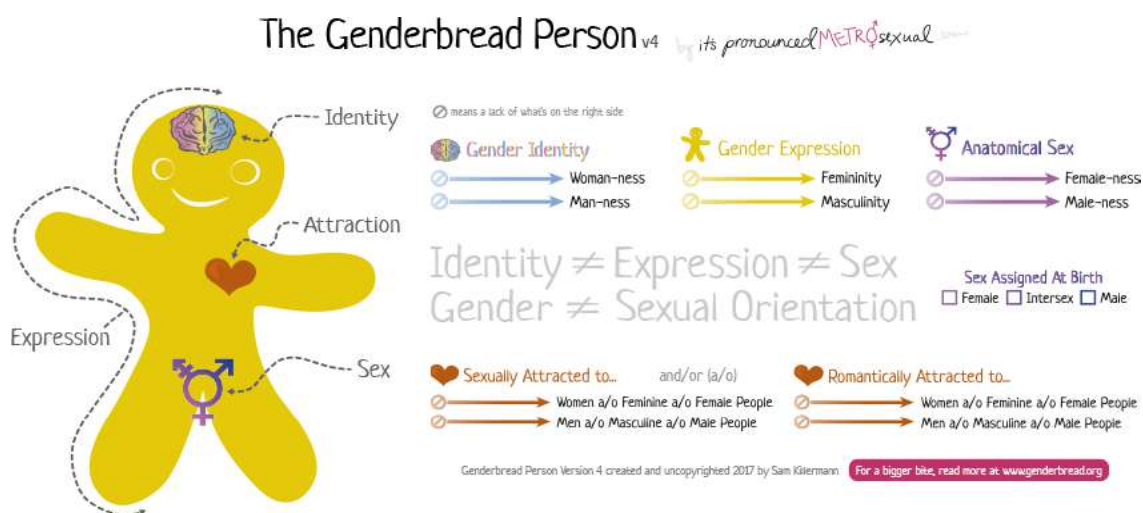 The Genderbread Person v4 by it's pronounced METROsexual
Identity
Attraction
Expression
Sex
means a lack of what's on the right side
Gender Identity
Woman-ness
Man-ness
Gender Expression
Femininity
Masculinity
Anatomical Sex
Female-ness
Male-ness
Identity ≠ Expression ≠ Sex
Gender ≠ Sexual Orientation
Sex Assigned At Birth
Female Intersex Male
Sexually Attracted to... and/or (a/o)
Women a/o Feminine a/o Female People
Men a/o Masculine a/o Male People
Romantically Attracted to...
Women a/o Feminine a/o Female People
Men a/o Masculine a/o Male People
Genderbread Person Version 4 created and uncopyrighted 2017 by Sam Killermann
For a bigger bite, read more at www.genderbread.org